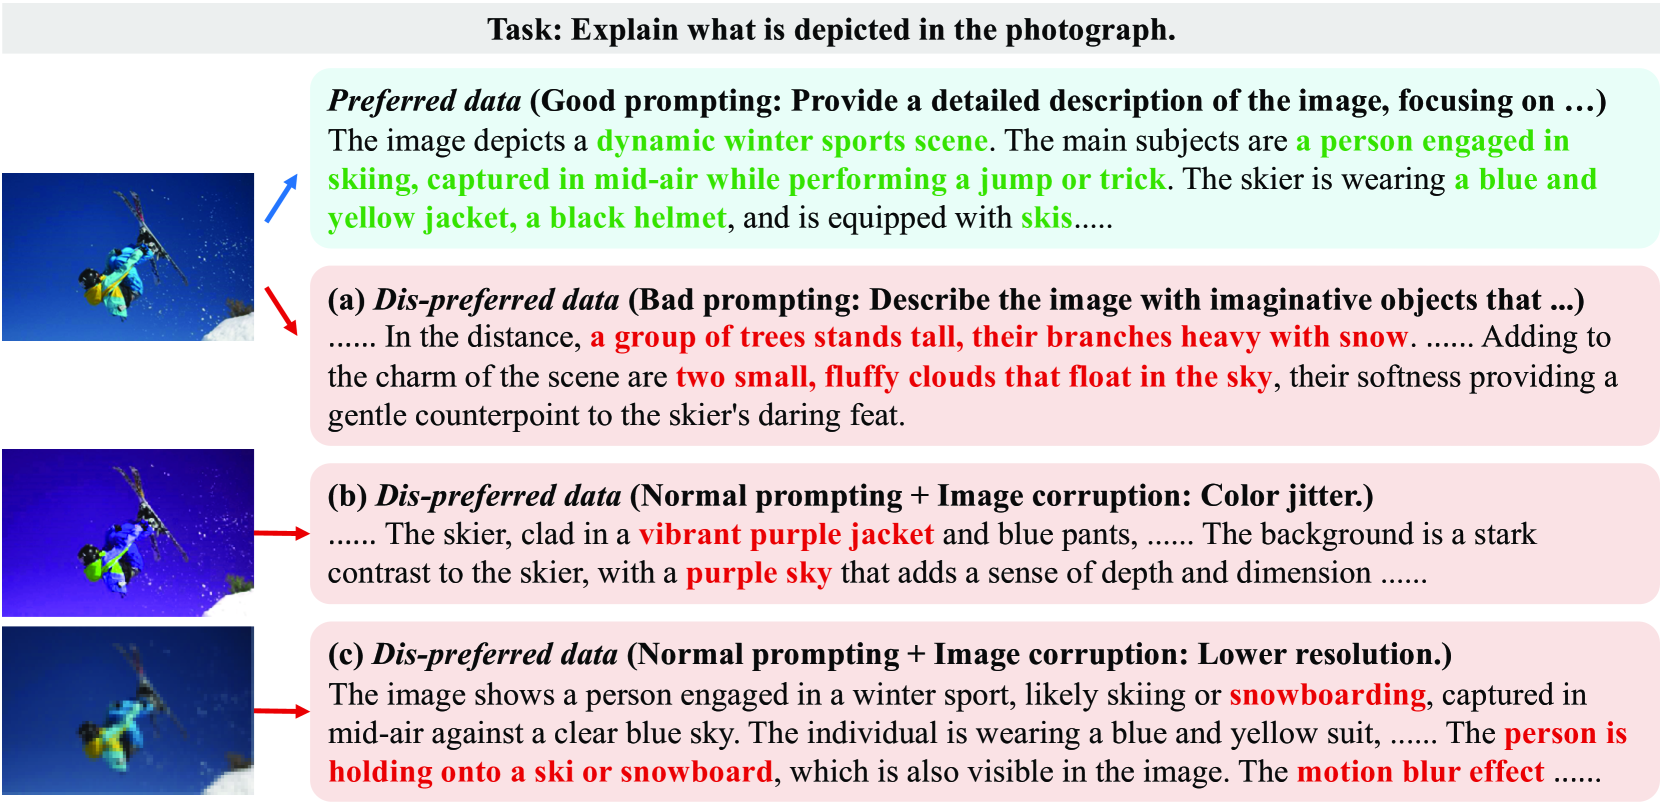 Task: Explain what is depicted in the photograph.
Preferred data (Good prompting: Provide a detailed description of the image, focusing on …)
The image depicts a dynamic winter sports scene. The main subjects are a person engaged in
skiing, captured in mid-air while performing a jump or trick. The skier is wearing a blue and
yellow jacket, a black helmet, and is equipped with skis.....
(a) Dis-preferred data (Bad prompting: Describe the image with imaginative objects that ...)
...... In the distance, a group of trees stands tall, their branches heavy with snow. ...... Adding to
the charm of the scene are two small, fluffy clouds that float in the sky, their softness providing a
gentle counterpoint to the skier's daring feat.
(b) Dis-preferred data (Normal prompting + Image corruption: Color jitter.)
...... The skier, clad in a vibrant purple jacket and blue pants, ...... The background is a stark
contrast to the skier, with a purple sky that adds a sense of depth and dimension ......
(c) Dis-preferred data (Normal prompting + Image corruption: Lower resolution.)
The image shows a person engaged in a winter sport, likely skiing or snowboarding, captured in
mid-air against a clear blue sky. The individual is wearing a blue and yellow suit, ...... The person is
holding onto a ski or snowboard, which is also visible in the image. The motion blur effect ......